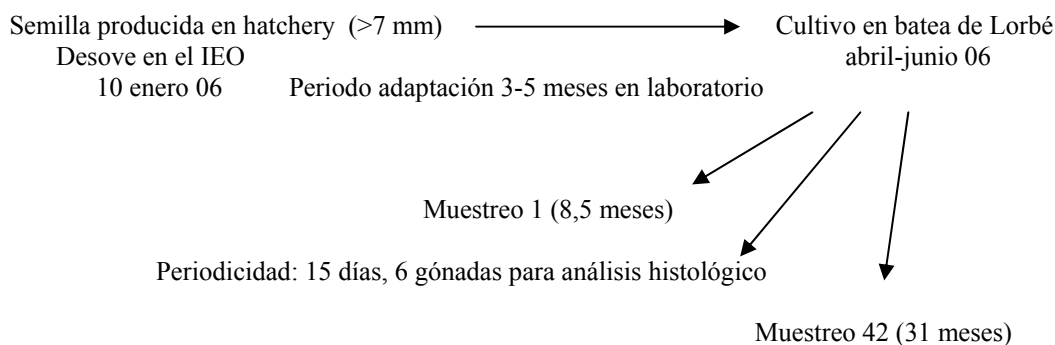 Semilla producida en hatchery (>7 mm) Cultivo en batea de Lorbé
Desove en el IEO abril-junio 06
10 enero 06 Periodo adaptación 3-5 meses en laboratorio
Muestreo 1 (8,5 meses)
Periodicidad: 15 días, 6 gónadas para análisis histológico
Muestreo 42 (31 meses)